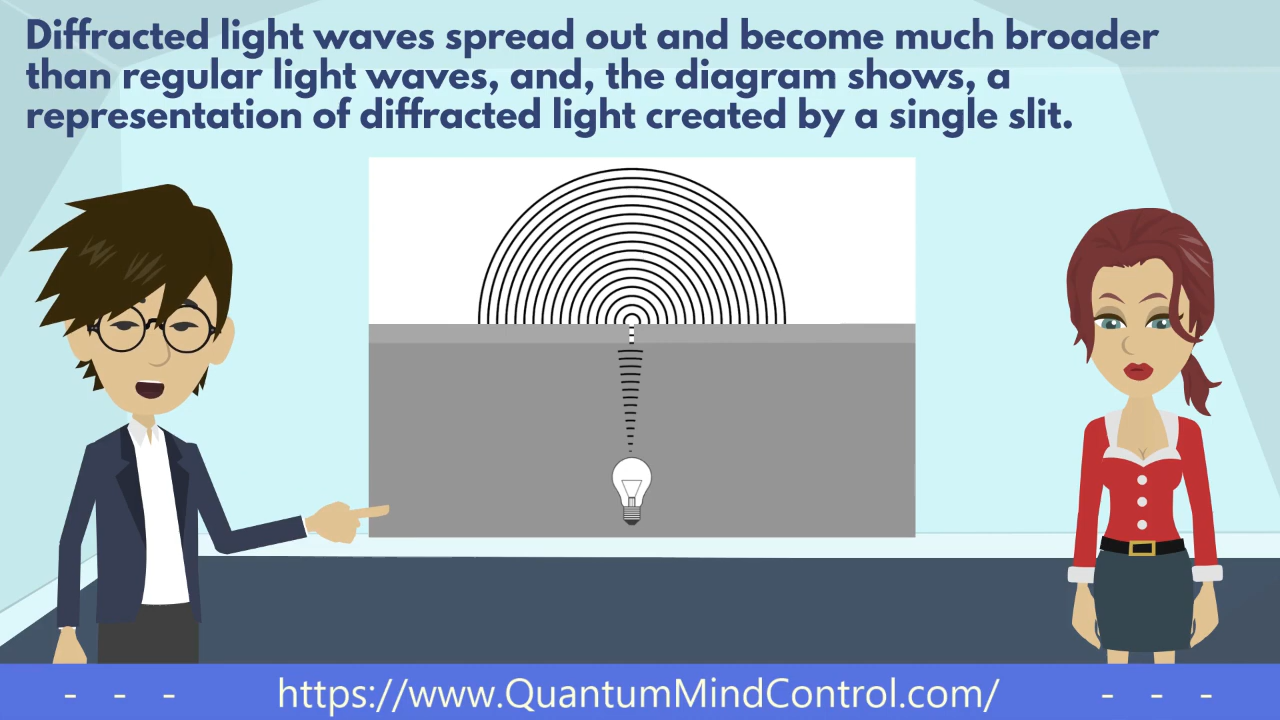 Diffracted light waves spread out and become much broader
than regular light waves, and, the diagram shows, a
representation of diffracted light created by a single slit.
- - - https://www.QuantumMindControl.com/ - - -